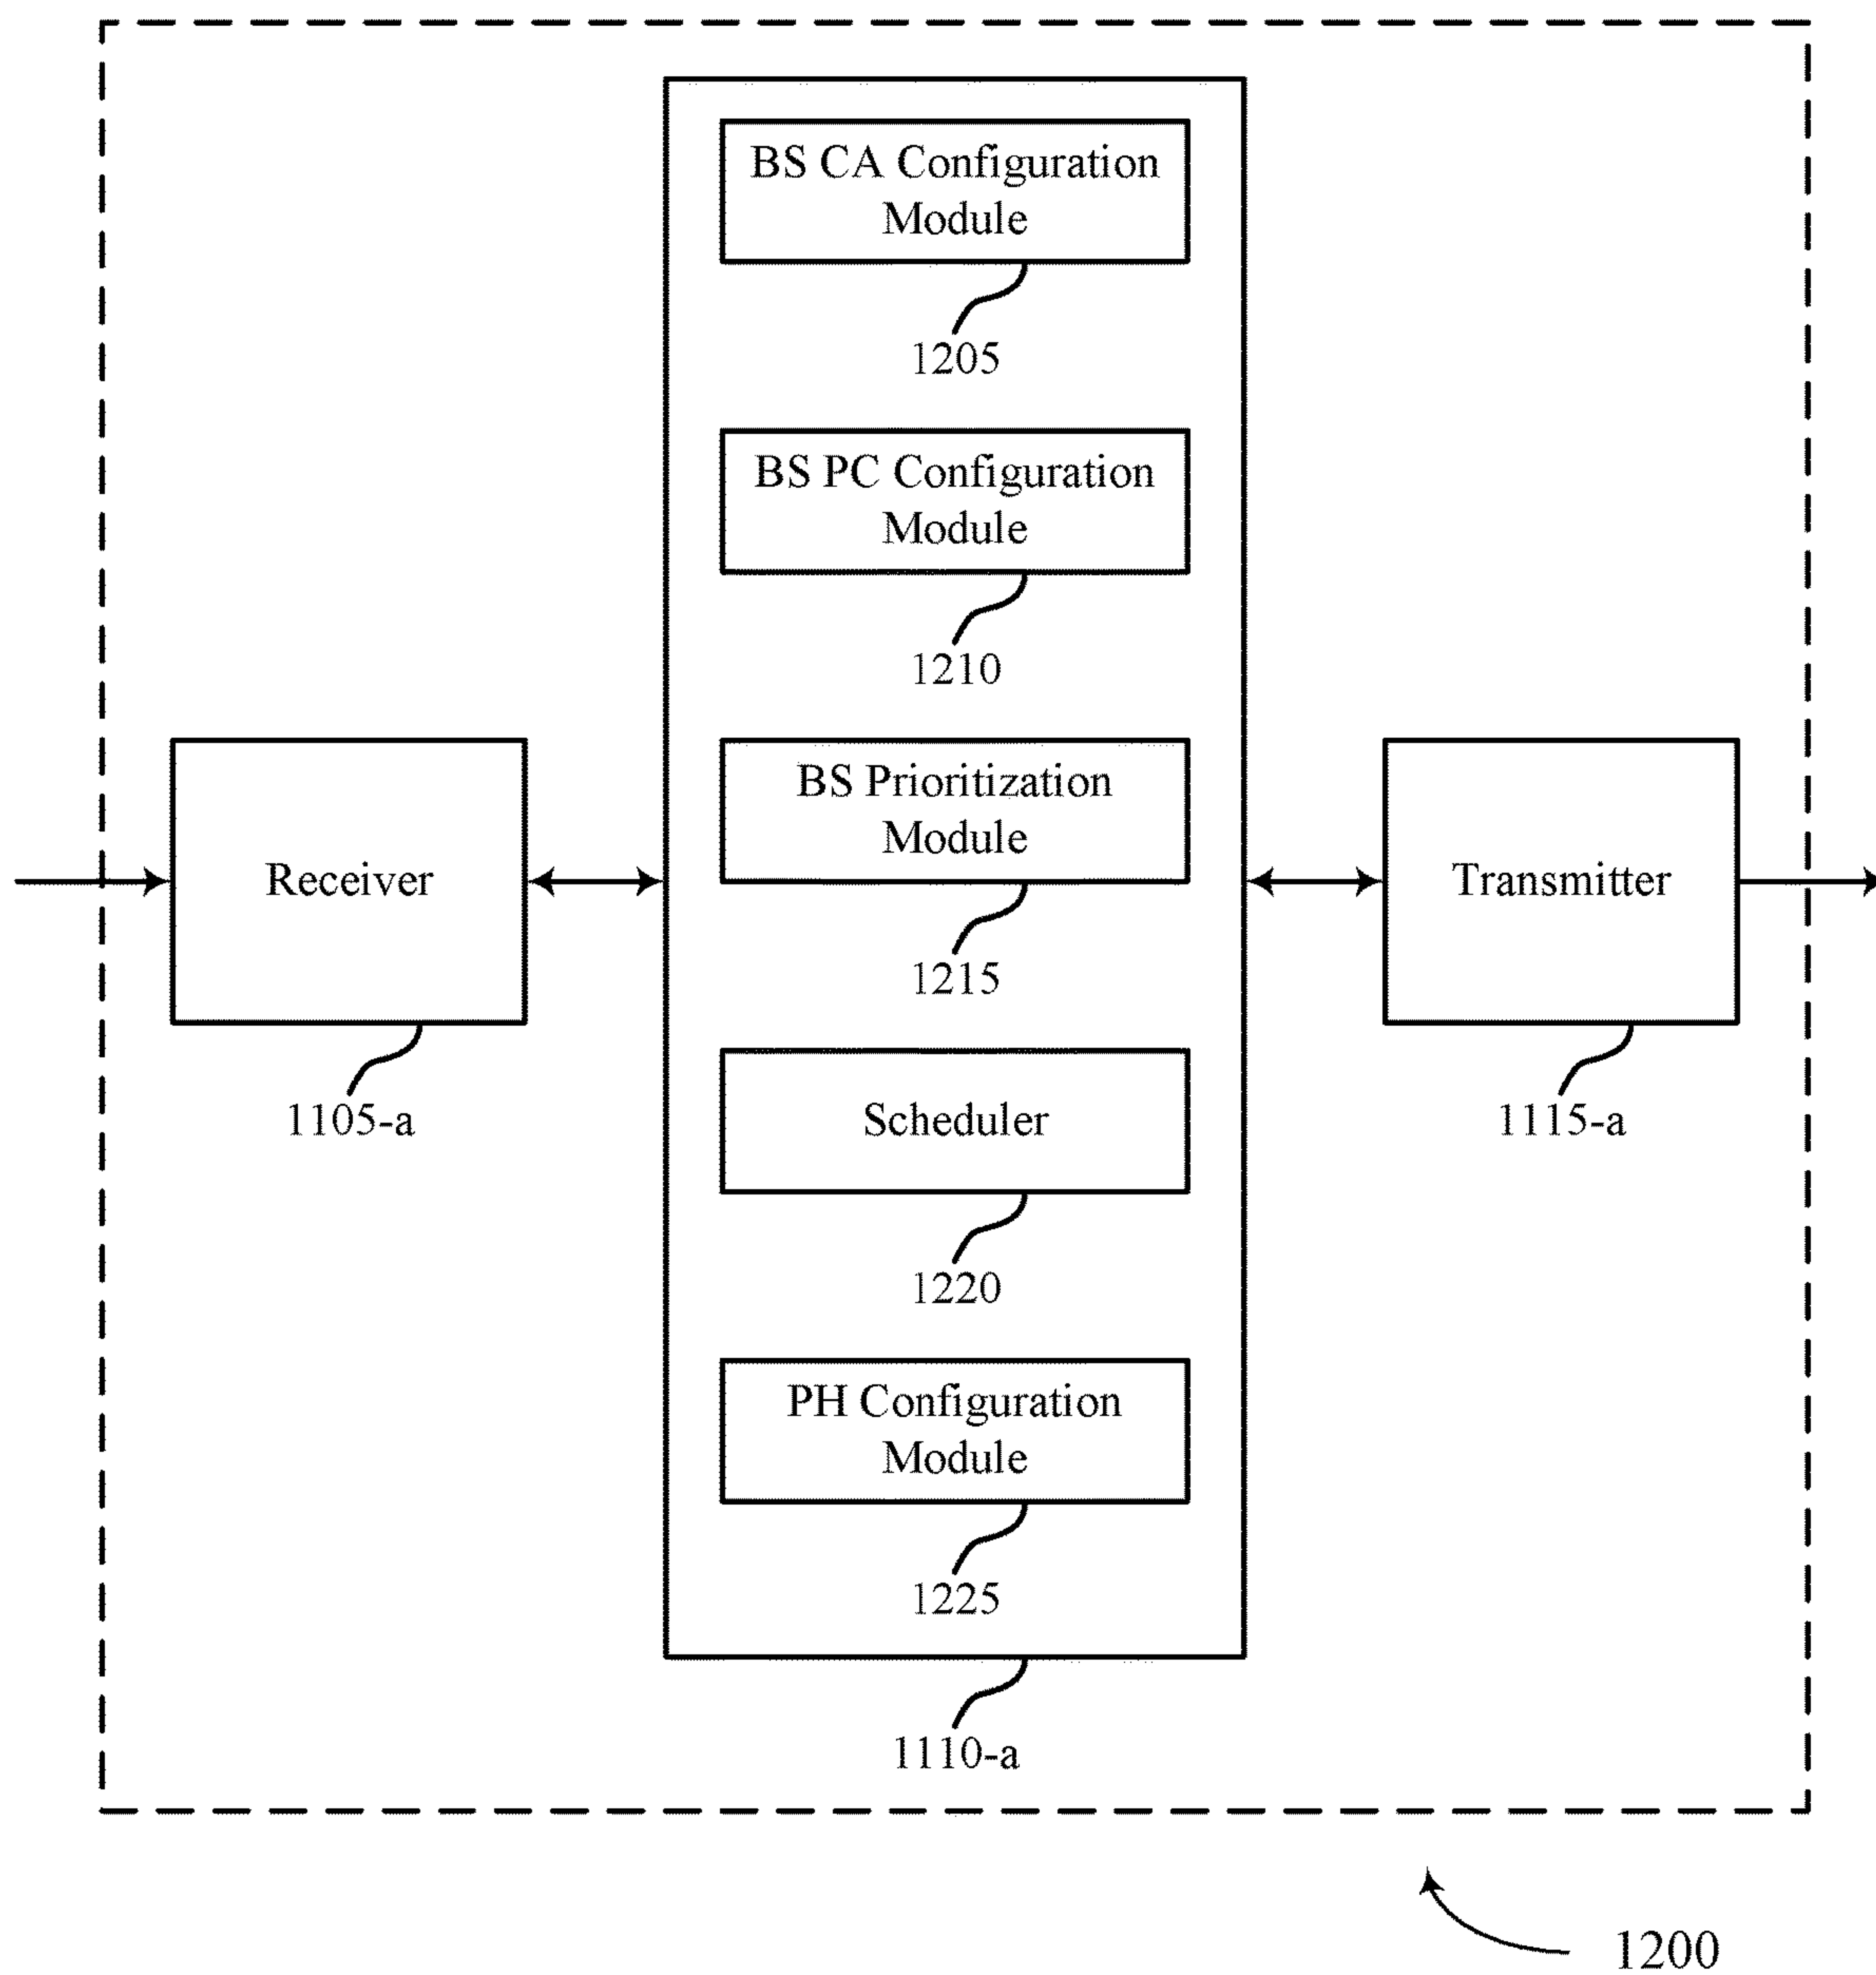 BS CA Configuration
Module
1205
BS PC Configuration
Module
1210
BS Prioritization
Module
1215
Receiver
1105-a
Transmitter
1115-a
Scheduler
1220
PH Configuration
Module
1225
1110-a
1200